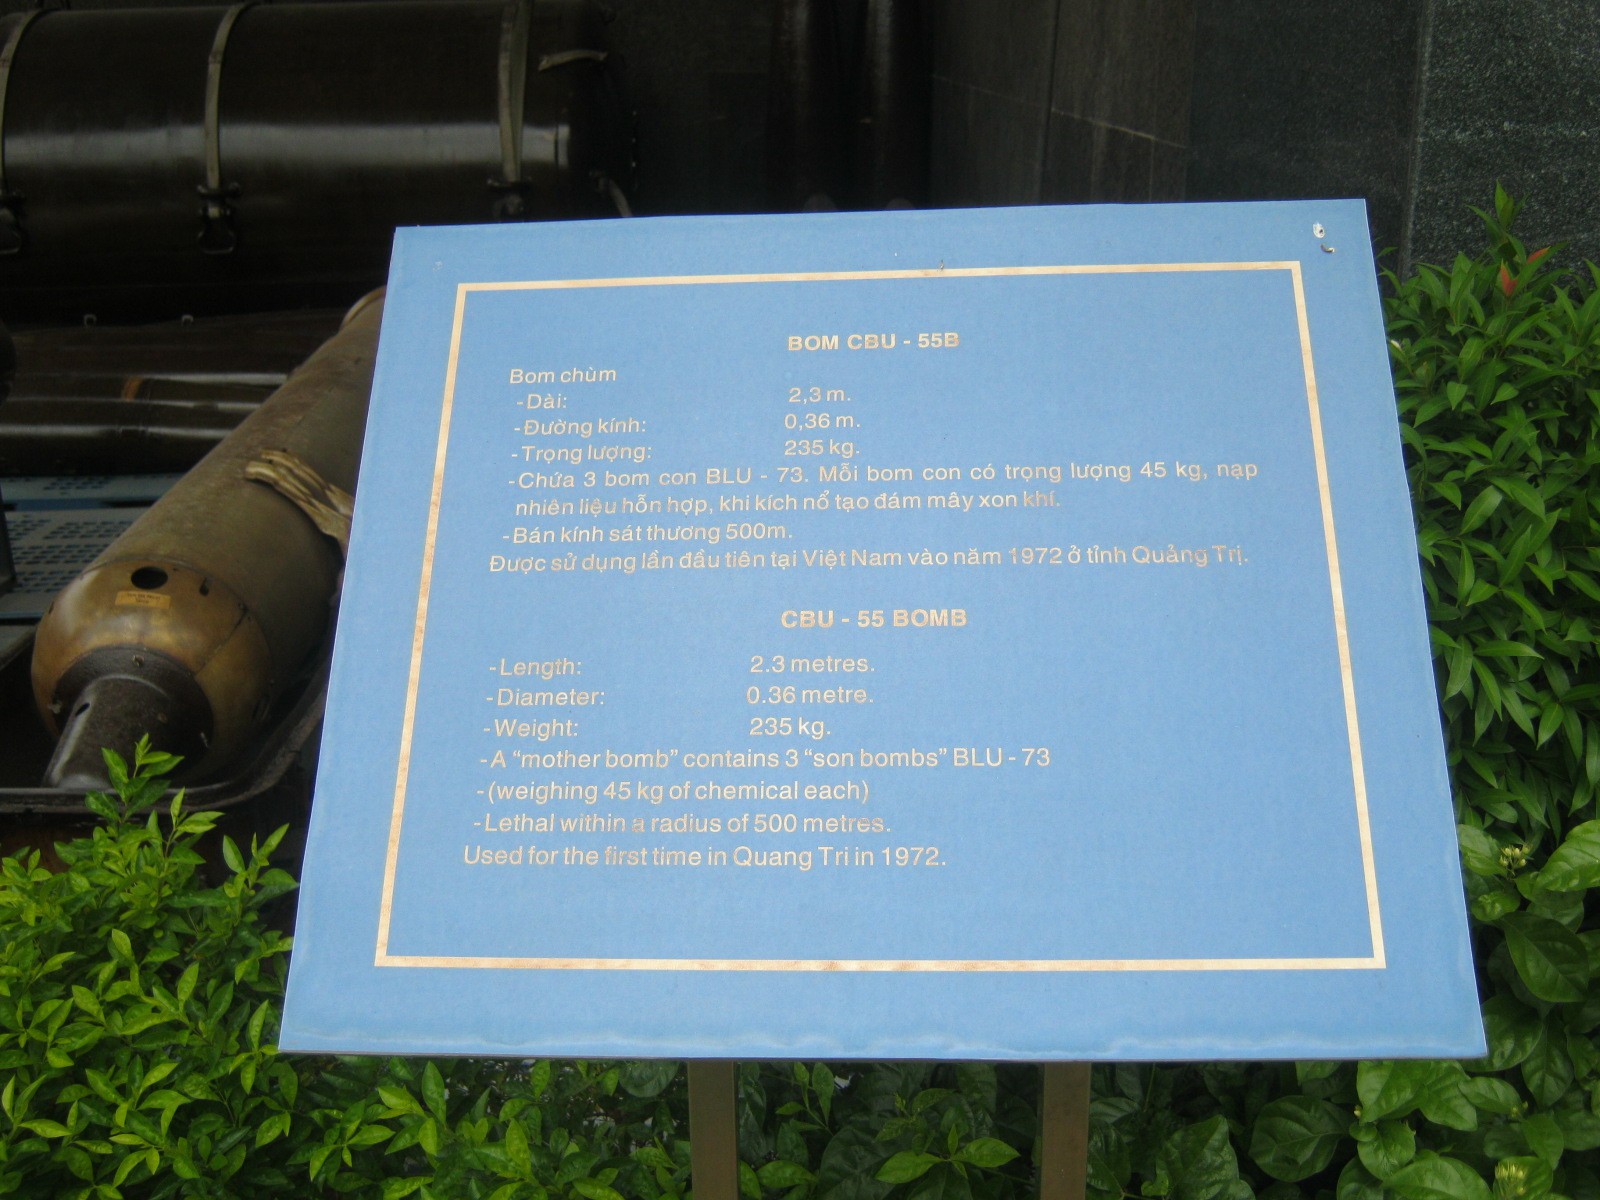 BOM CBU - 55B
Bom chùm
- Dài: 2,3 m.
- Đường kính: 0,36 m.
- Trọng lượng: 235 kg.
- Chứa 3 bom con BLU - 73. Mỗi bom con có trọng lượng 45 kg, nạp
nhiên liệu hỗn hợp, khi kích nổ tạo đám mây xon khí.
- Bán kính sát thương 500m.
Được sử dụng lần đầu tiên tại Việt Nam vào năm 1972 ở tỉnh Quảng Trị.
CBU - 55 BOMB
- Length: 2.3 metres.
- Diameter: 0.36 metre.
- Weight: 235 kg.
- A “mother bomb” contains 3 “son bombs” BLU - 73
- (weighing 45 kg of chemical each)
- Lethal within a radius of 500 metres.
Used for the first time in Quang Tri in 1972.